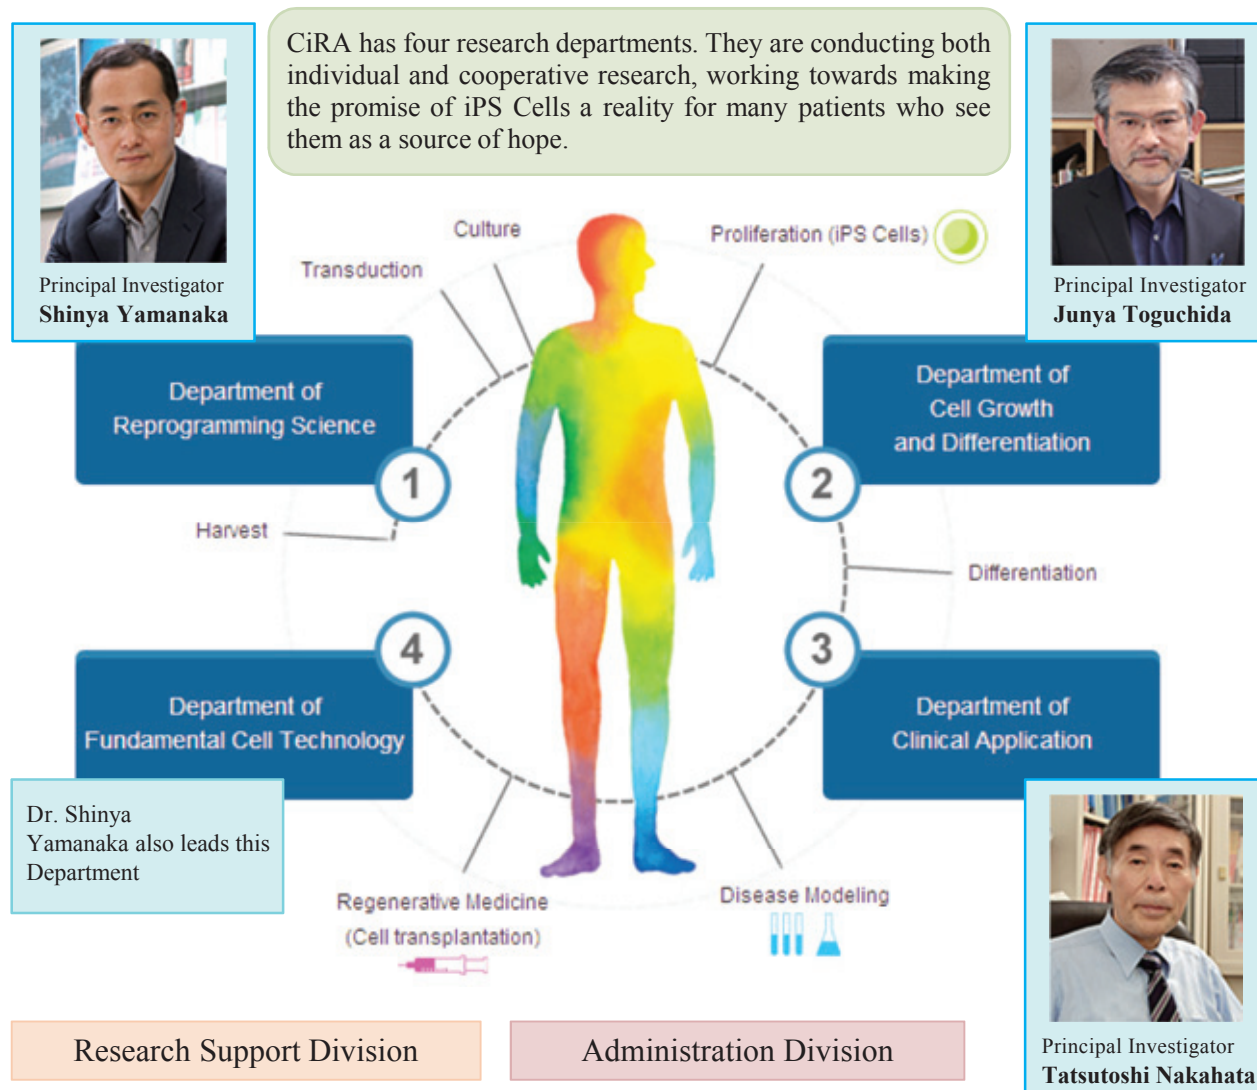 CiRA has four research departments. They are conducting both
individual and cooperative research, working towards making
the promise of iPS Cells a reality for many patients who see
them as a source of hope.
Principal Investigator
Shinya Yamanaka
Principal Investigator
Junya Toguchida
Culture
Transduction
Proliferation (iPS Cells)
Department of
Reprogramming Science
1
Department of
Cell Growth
and Differentiation
2
Harvest
Differentiation
4
Department of
Fundamental Cell Technology
3
Department of
Clinical Application
Dr. Shinya
Yamanaka also leads this
Department
Regenerative Medicine
(Cell transplantation)
Disease Modeling
Research Support Division
Administration Division
Principal Investigator
Tatsutoshi Nakahata